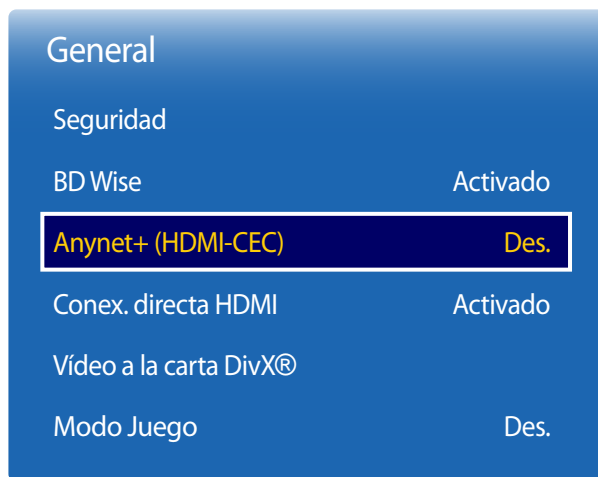 General
Seguridad
BD Wise Activado
Anynet+ (HDMI-CEC) Des.
Conex. directa HDMI Activado
Vídeo a la carta DivX®
Modo Juego Des.